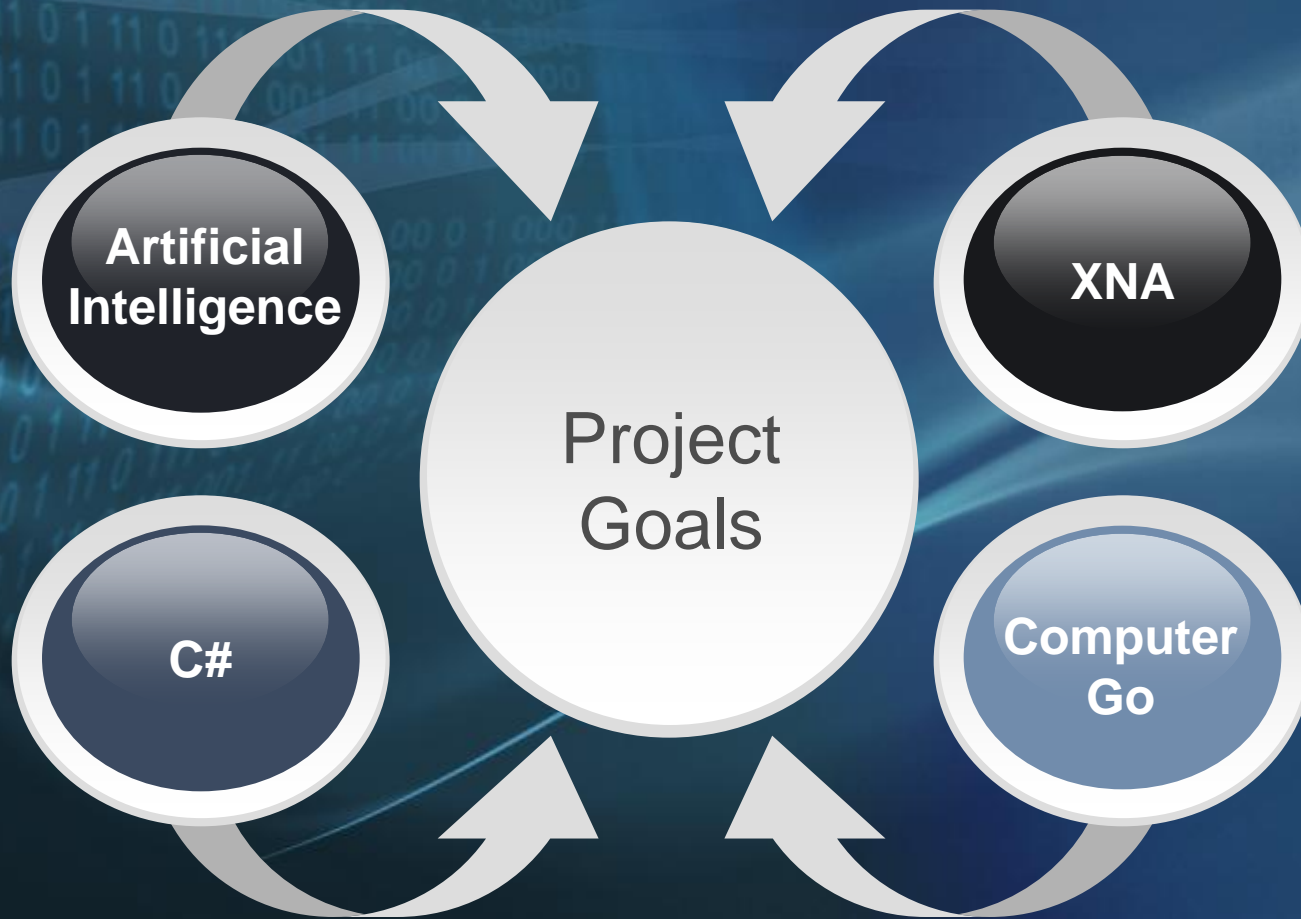 Artificial
Intelligence
XNA
Project
Goals
C#
Computer
Go